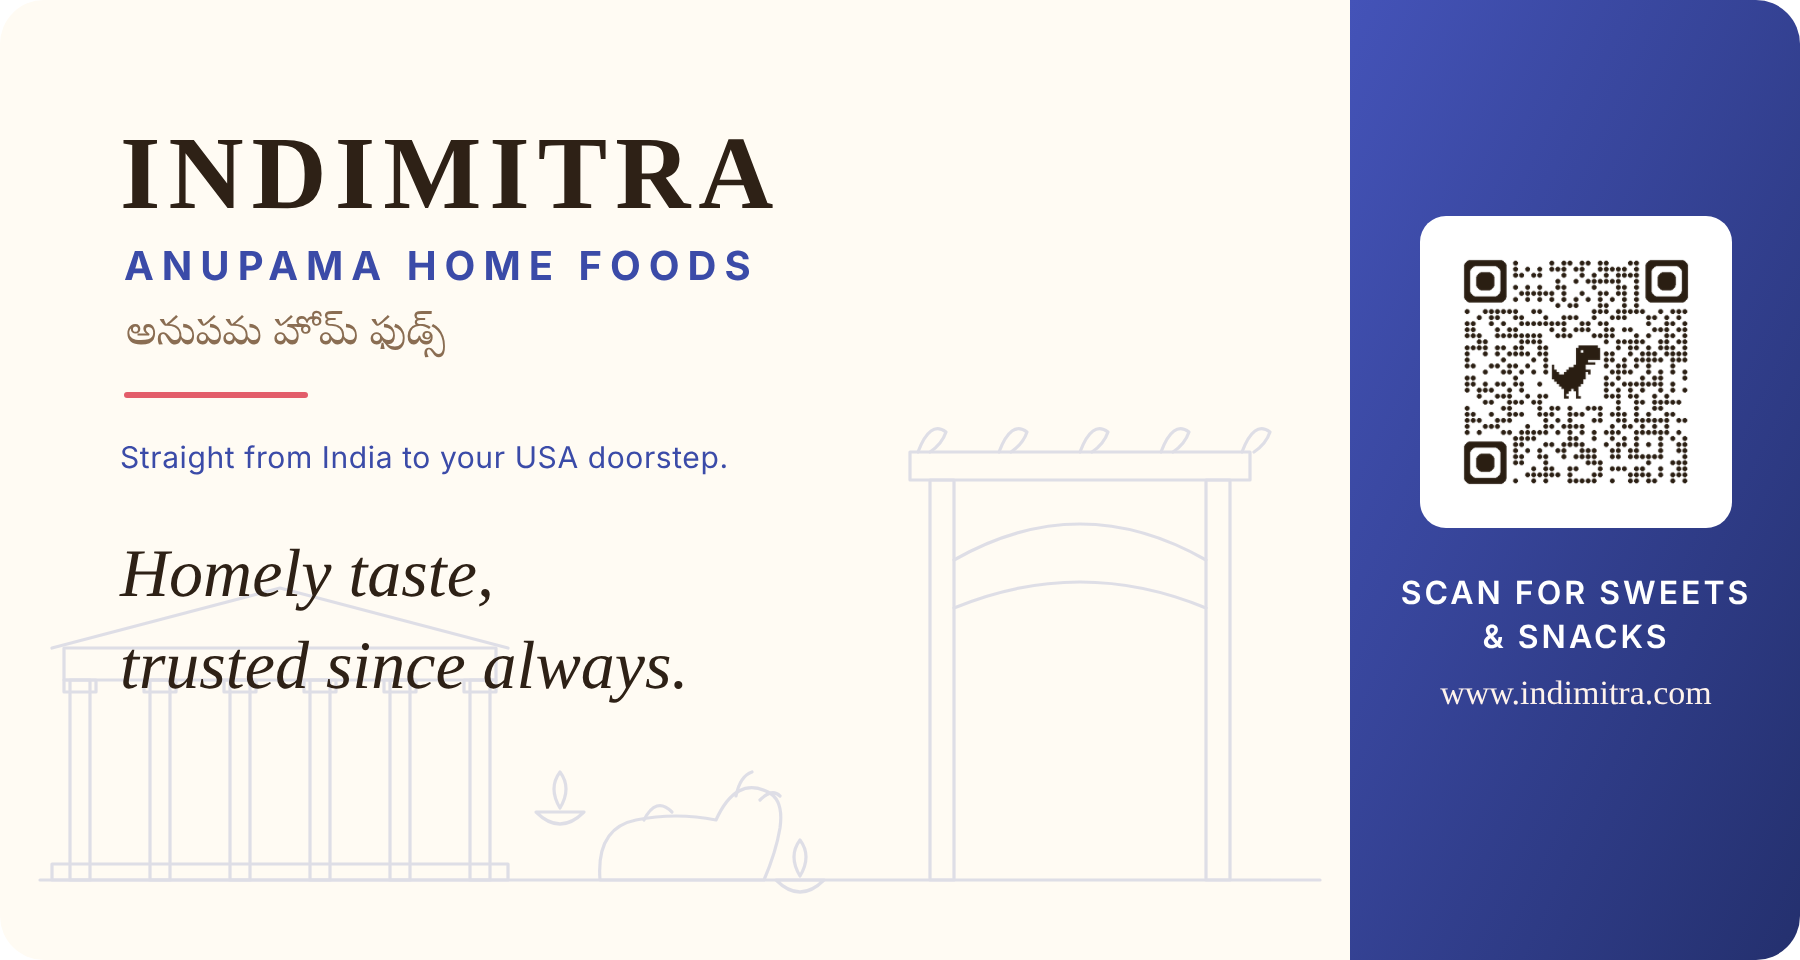 INDIMITRA
ANUPAMA HOME FOODS
అనుపమ హోమ్ ఫుడ్స్
Straight from India to your USA doorstep.
Homely taste,
trusted since always.
SCAN FOR SWEETS
& SNACKS
www.indimitra.com